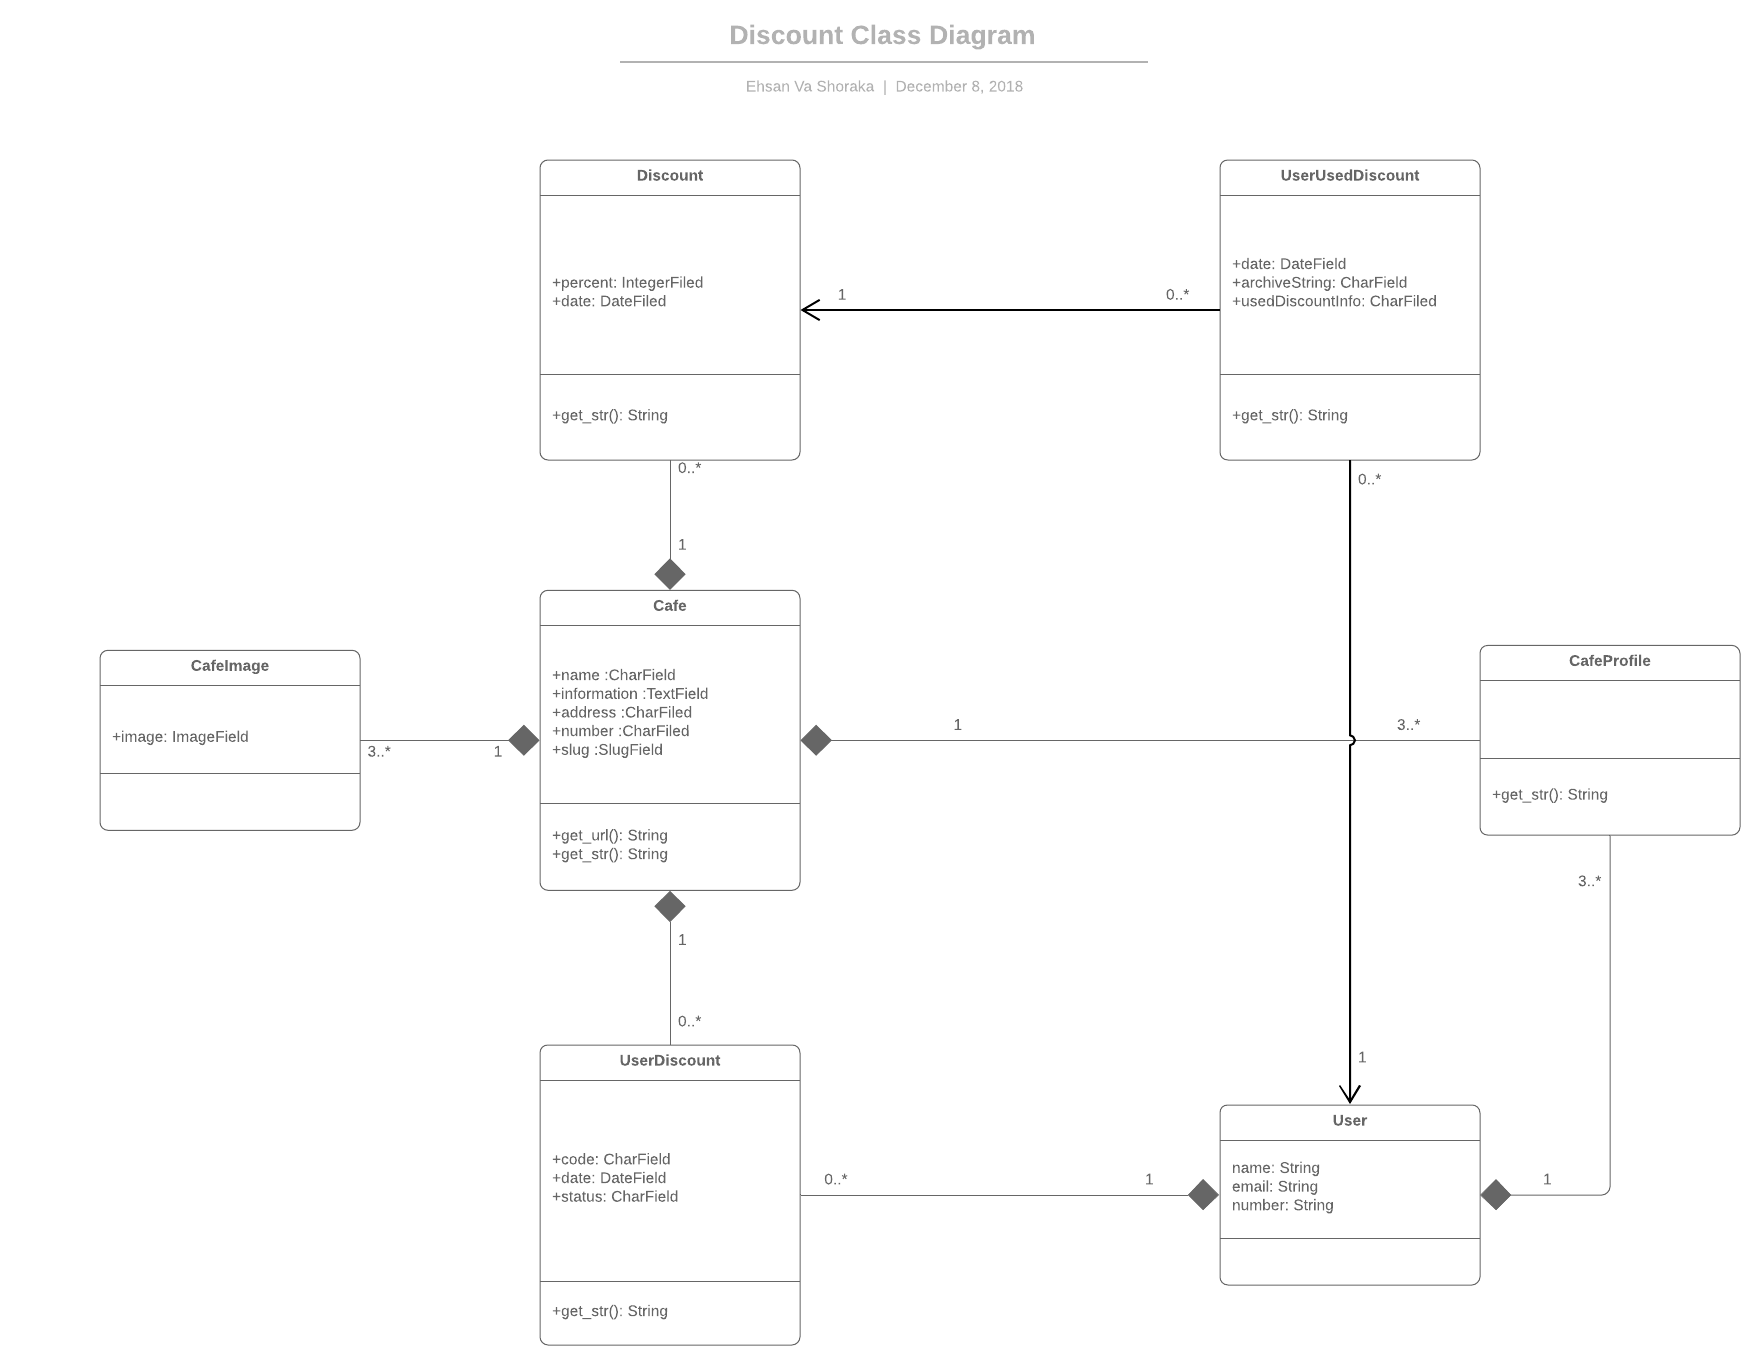 Discount Class Diagram
Ehsan Va Shoraka | December 8, 2018
Discount
+percent: IntegerFiled
+date: DateFiled
+get_str(): String
UserUsedDiscount
+date: DateField
+archiveString: CharField
+usedDiscountInfo: CharFiled
+get_str(): String
1
0..*
0..*
1
0..*
1
Cafe
+name :CharField
+information :TextField
+address :CharFiled
+number :CharFiled
+slug :SlugField
+get_url(): String
+get_str(): String
CafeImage
+image: ImageField
3..*
1
1
3..*
CafeProfile
+get_str(): String
3..*
1
1
0..*
UserDiscount
+code: CharField
+date: DateField
+status: CharField
+get_str(): String
0..*
1
User
name: String
email: String
number: String